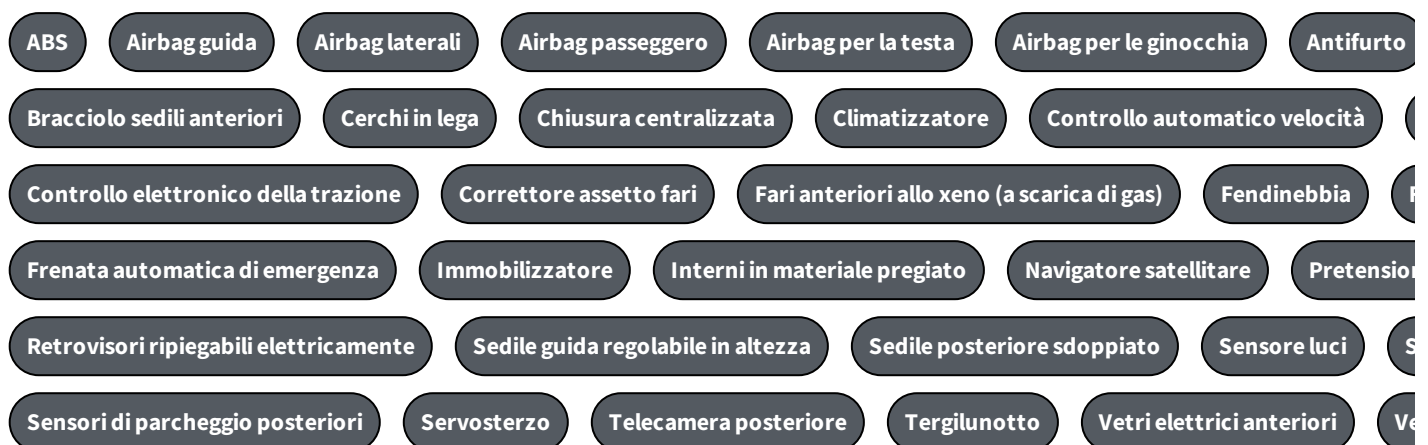 ABS Airbag guida Airbag laterali Airbag passeggero Airbag per la testa Airbag per le ginocchia Antifurto
Bracciolo sedili anteriori Cerchi in lega Chiusura centralizzata Climatizzatore Controllo automatico velocità
Controllo elettronico della trazione Correttore assetto fari Fari anteriori allo xeno (a scarica di gas) Fendinebbia
Frenata automatica di emergenza Immobilizzatore Interni in materiale pregiato Navigatore satellitare
Retrovisori ripiegabili elettricamente Sedile guida regolabile in altezza Sedile posteriore sdoppiato Sensore luci
Sensori di parcheggio posteriori Servosterzo Telecamera posteriore Tergilunotto Vetri elettrici anteriori